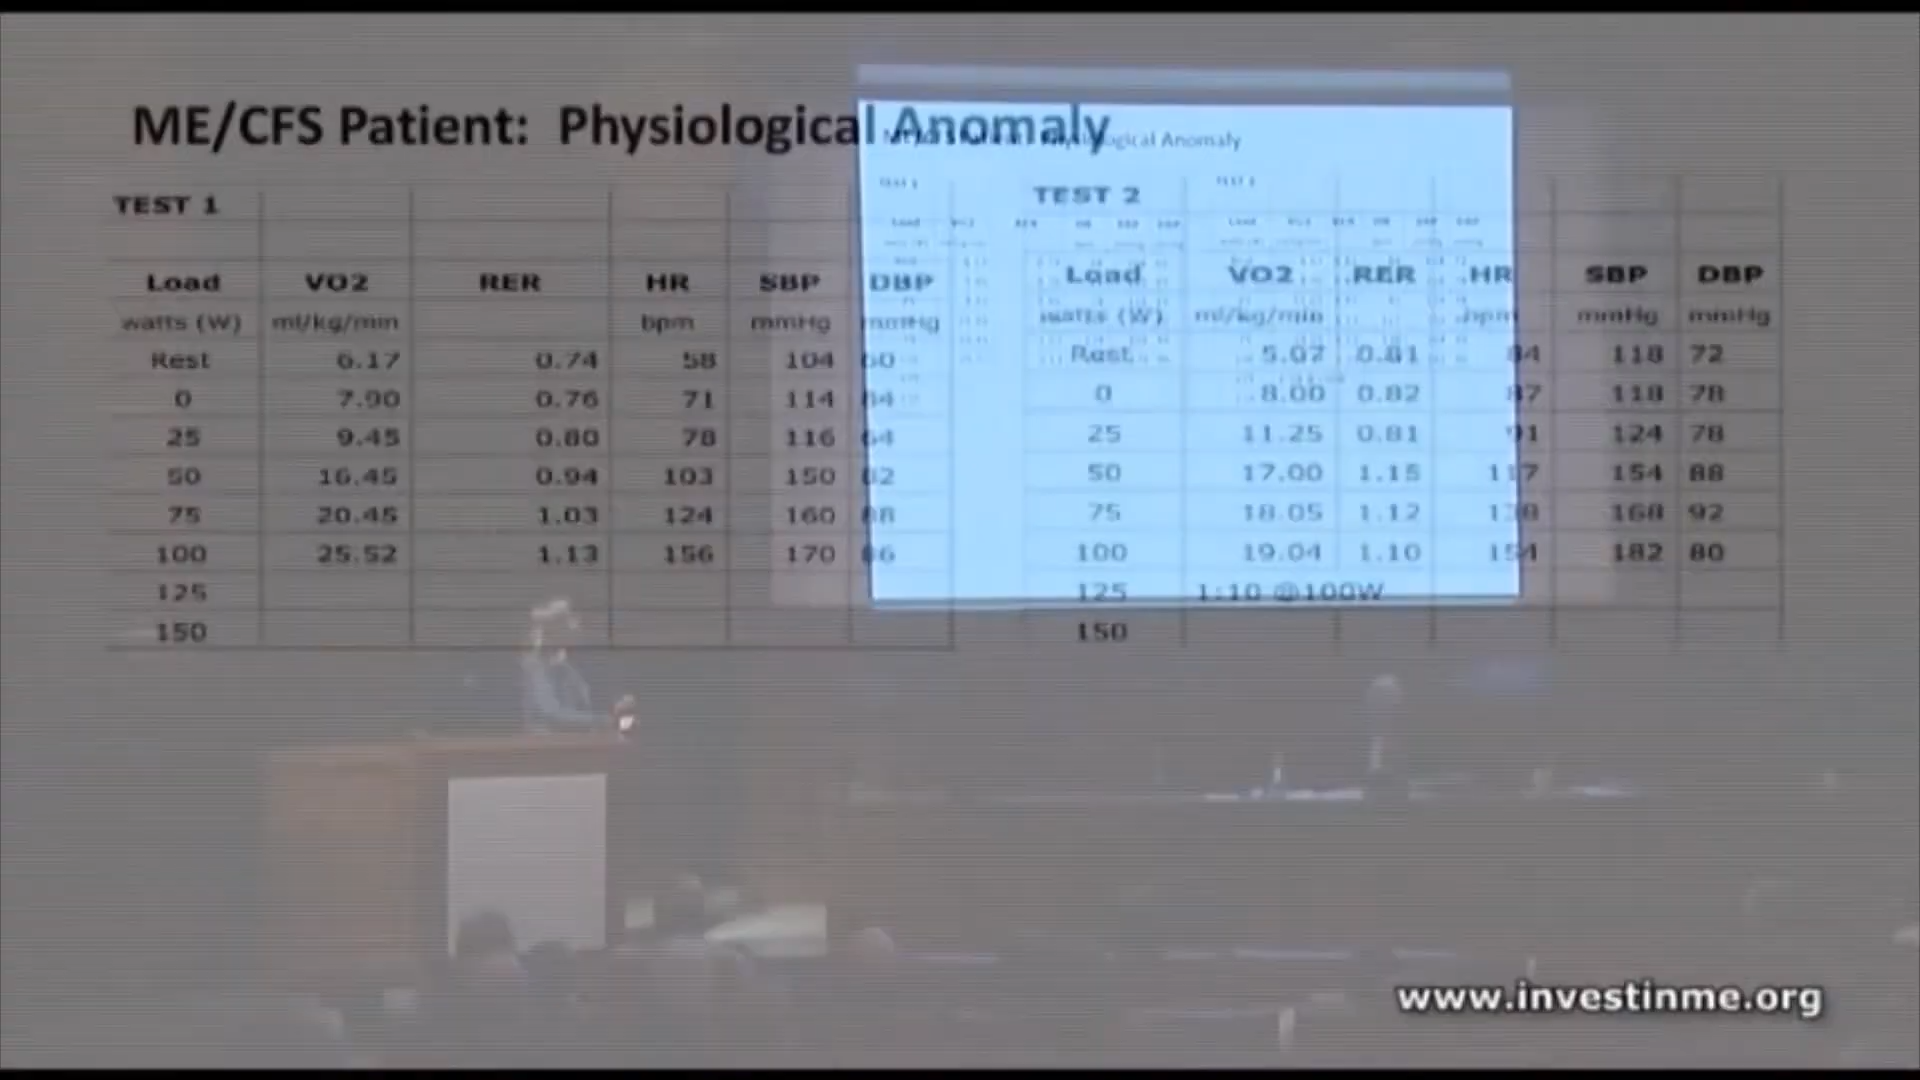 ME/CFS Patient: Physiological Anomaly
Physiological Anomaly
TEST 1
Load VO2 RER HR SBP DBP
watts (W) ml/kg/min bpm mmHg mmHg
Rest 6.17 0.74 58 104 60
0 7.90 0.76 71 114
25 9.45 0.80 78 116 64
50 16.45 0.94 103 150 82
75 20.45 1.03 124 160 88
100 25.52 1.13 156 170 86
125
150
TEST 2
Load VO2 RER HR SBP DBP
watts (W) ml/kg/min bpm mmHg mmHg
Rest 5.07 0.81 84 118 72
0 8.00 0.82 87 118 78
25 11.25 0.81 91 124 78
50 17.00 1.15 117 154 88
75 18.05 1.12 138 168 92
100 19.04 1.10 154 182 80
125 1:10 @100W
150
www.investinme.org